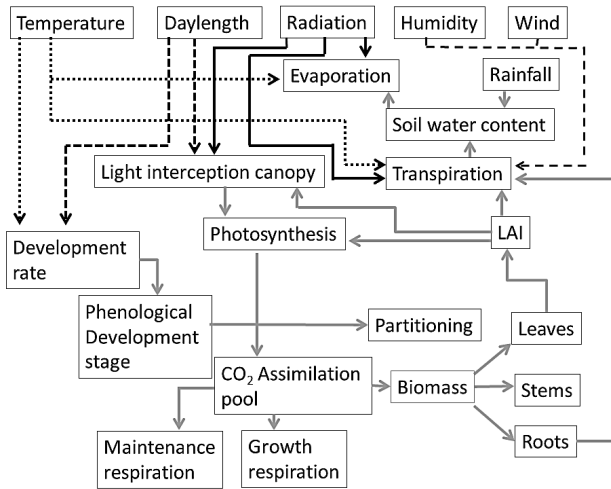 Temperature
Daylength
Radiation
Humidity
Wind
Evaporation
Rainfall
Soil water content
Light interception canopy
Transpiration
Photosynthesis
LAI
Development
rate
Phenological
Development
stage
Partitioning
Leaves
CO₂ Assimilation
pool
Biomass
Stems
Maintenance
respiration
Growth
respiration
Roots